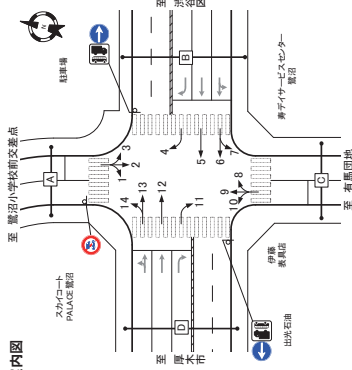 内図
至 鷺沼小学校前交差点
至 渋谷区
駐車場
N
A
B
寿デイサービスセンター
鷺沼
スカイコート
PALACE鷺沼
1
2
3
4
5
6
7
8
9
10
11
12
13
14
D
C
至 厚木市
出光石油
伊藤
表具店
至 有馬団地